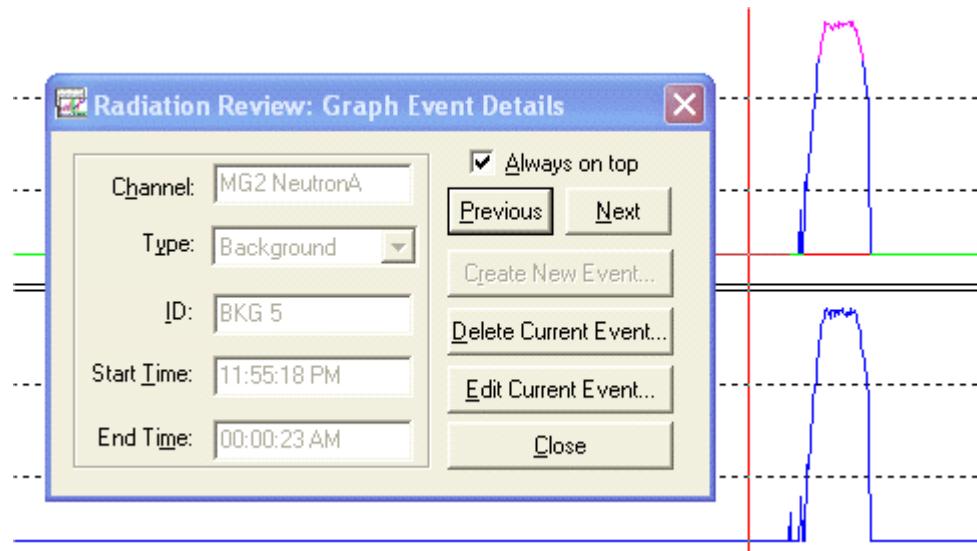 Radiation Review: Graph Event Details
Always on top
Channel: MG2 NeutronA
Previous Next
Type: Background
Create New Event...
ID: BKG 5
Delete Current Event...
Start Time: 11:55:18 PM
Edit Current Event...
End Time: 00:00:23 AM
Close